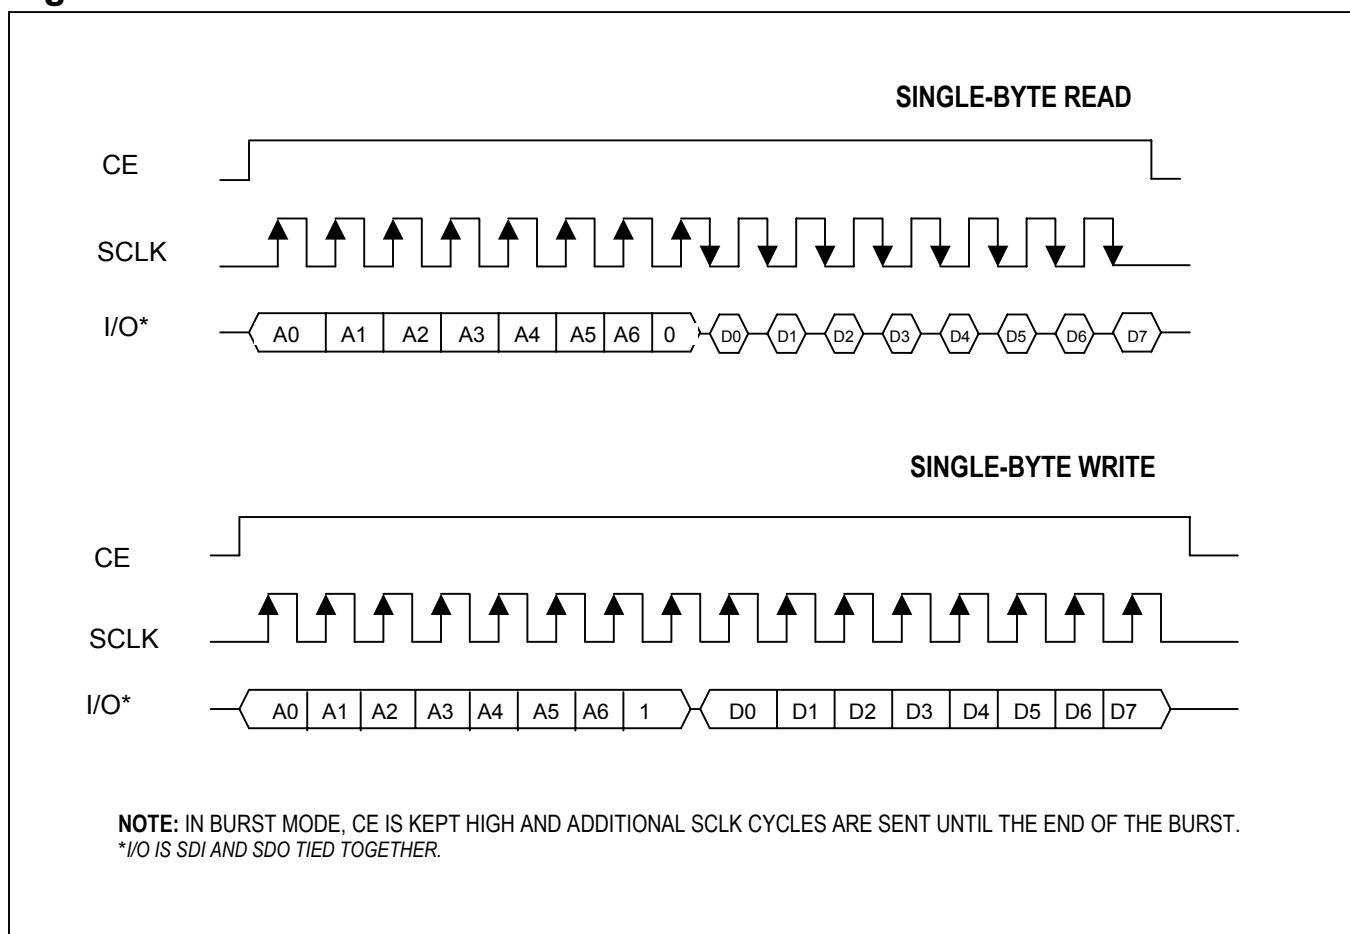 SINGLE-BYTE READ
CE
SCLK
I/O*
A0 A1 A2 A3 A4 A5 A6 0 D0 D1 D2 D3 D4 D5 D6 D7
SINGLE-BYTE WRITE
CE
SCLK
I/O*
A0 A1 A2 A3 A4 A5 A6 1 D0 D1 D2 D3 D4 D5 D6 D7
NOTE: IN BURST MODE, CE IS KEPT HIGH AND ADDITIONAL SCLK CYCLES ARE SENT UNTIL THE END OF THE BURST.
*I/O IS SDI AND SDO TIED TOGETHER.